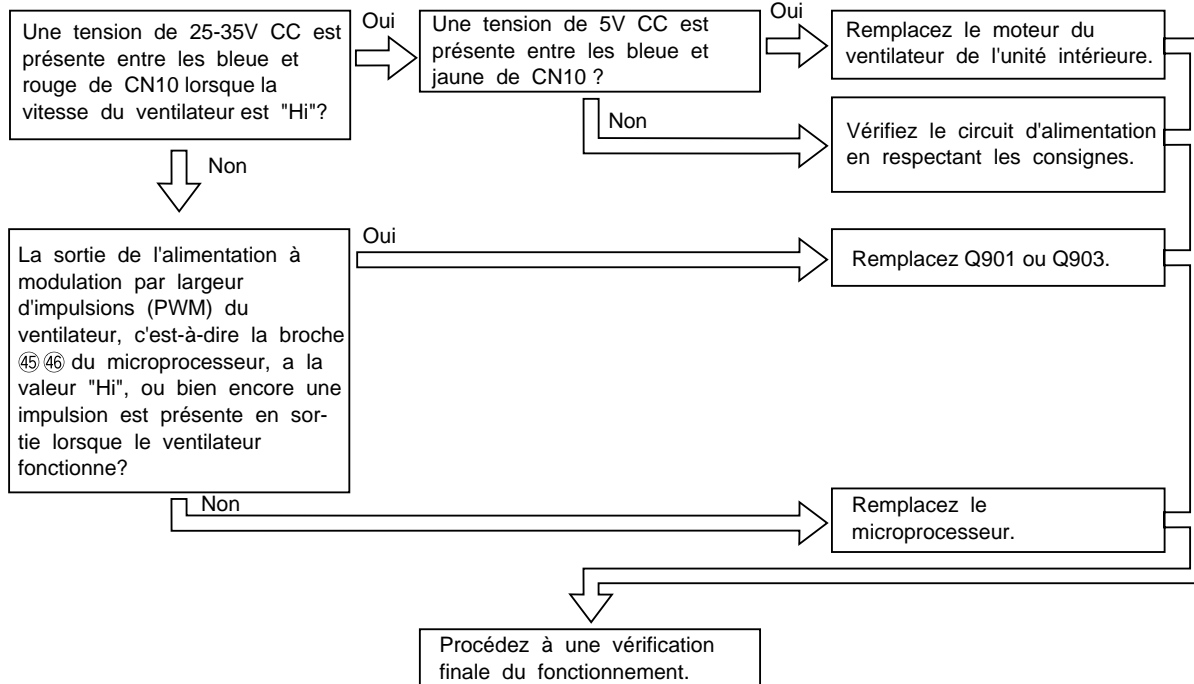 Une tension de 25-35V CC est
présente entre les bleue et
rouge de CN10 lorsque la
vitesse du ventilateur est "Hi"?
Oui
Une tension de 5V CC est
présente entre les bleue et
jaune de CN10 ?
Oui
Remplacez le moteur du
ventilateur de l'unité intérieure.
Non
Vérifiez le circuit d'alimentation
en respectant les consignes.
Non
La sortie de l'alimentation à
modulation par largeur
d'impulsions (PWM) du
ventilateur, c'est-à-dire la broche
㊺ ㊻ du microprocesseur, a la
valeur "Hi", ou bien encore une
impulsion est présente en sor-
tie lorsque le ventilateur
fonctionne?
Oui
Remplacez Q901 ou Q903.
Non
Remplacez le
microprocesseur.
Procédez à une vérification
finale du fonctionnement.